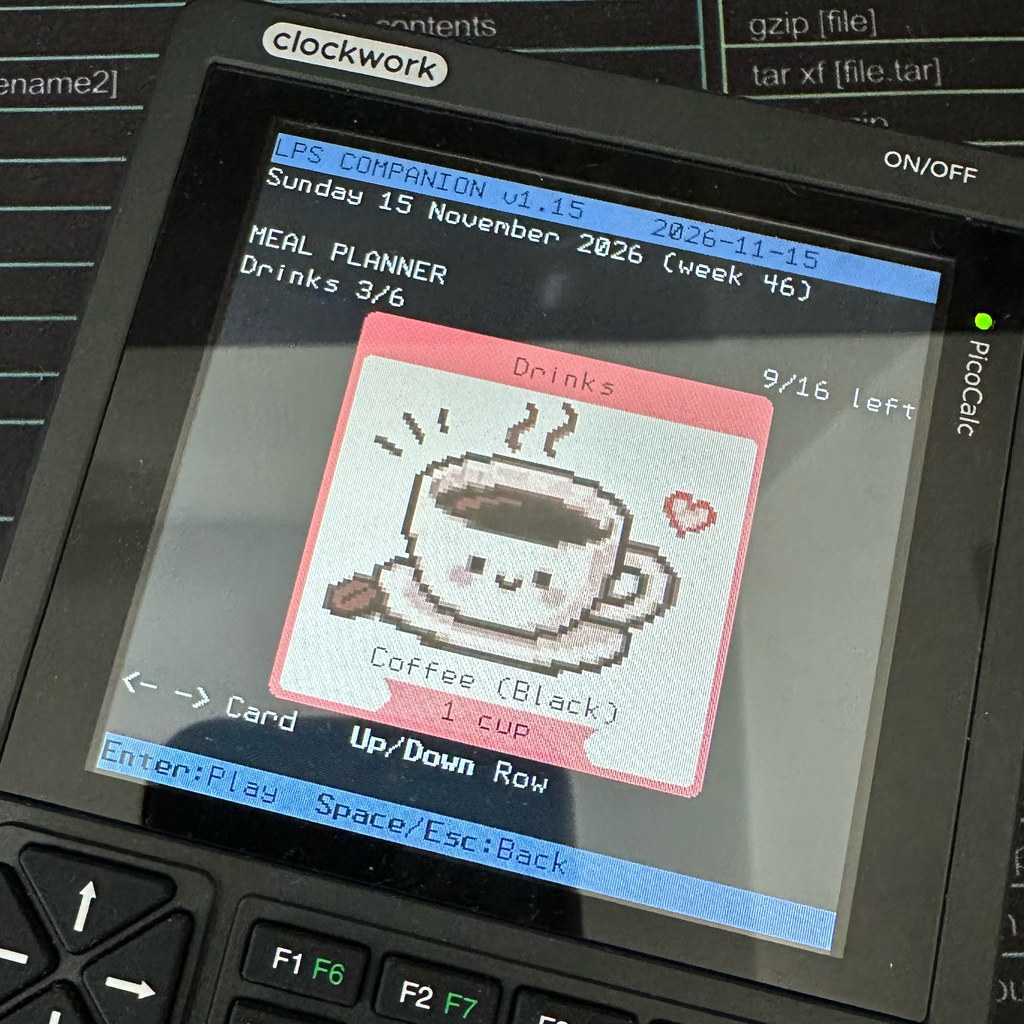 contents
gzip [file]
ename2]
tar xf [file.tar]
clockwork
ON/OFF
LPS COMPANION v1.15 2026-11-15
Sunday 15 November 2026 (week 46)
MEAL PLANNER
Drinks 3/6
9/16 left
PicoCalc
Drinks
Coffee (Black)
1 cup
<- -> Card Up/Down Row
Enter:Play Space/Esc:Back
F1 F6
F2 F7